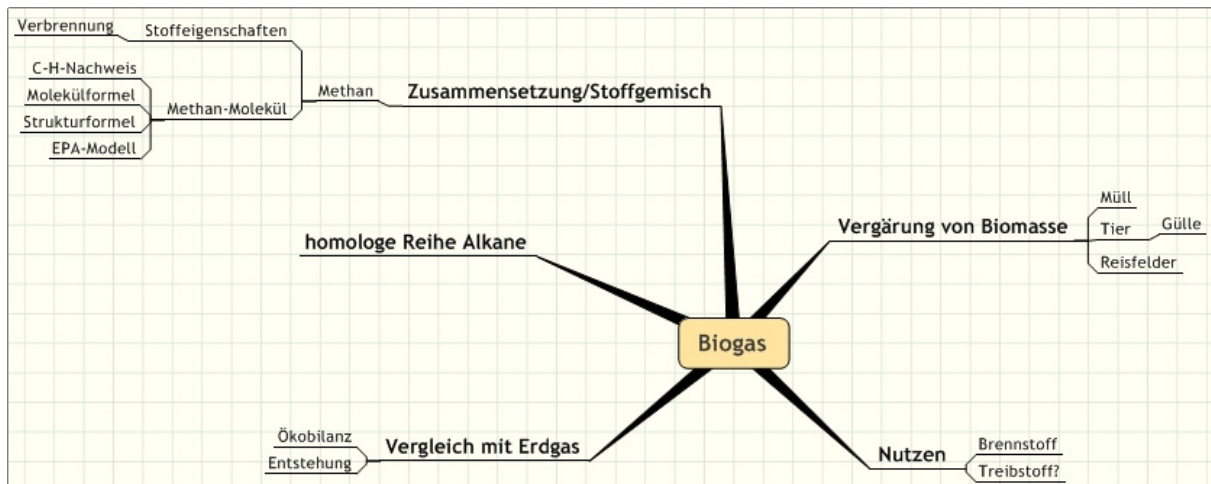 Verbrennung
Stoffeigenschaften
C-H-Nachweis
Molekülformel
Strukturformel
EPA-Modell
Methan-Molekül
Methan
Zusammensetzung/Stoffgemisch
homologe Reihe Alkane
Vergärung von Biomasse
Müll
Tier
Gülle
Reisfelder
Biogas
Ökobilanz
Entstehung
Vergleich mit Erdgas
Nutzen
Brennstoff
Treibstoff?